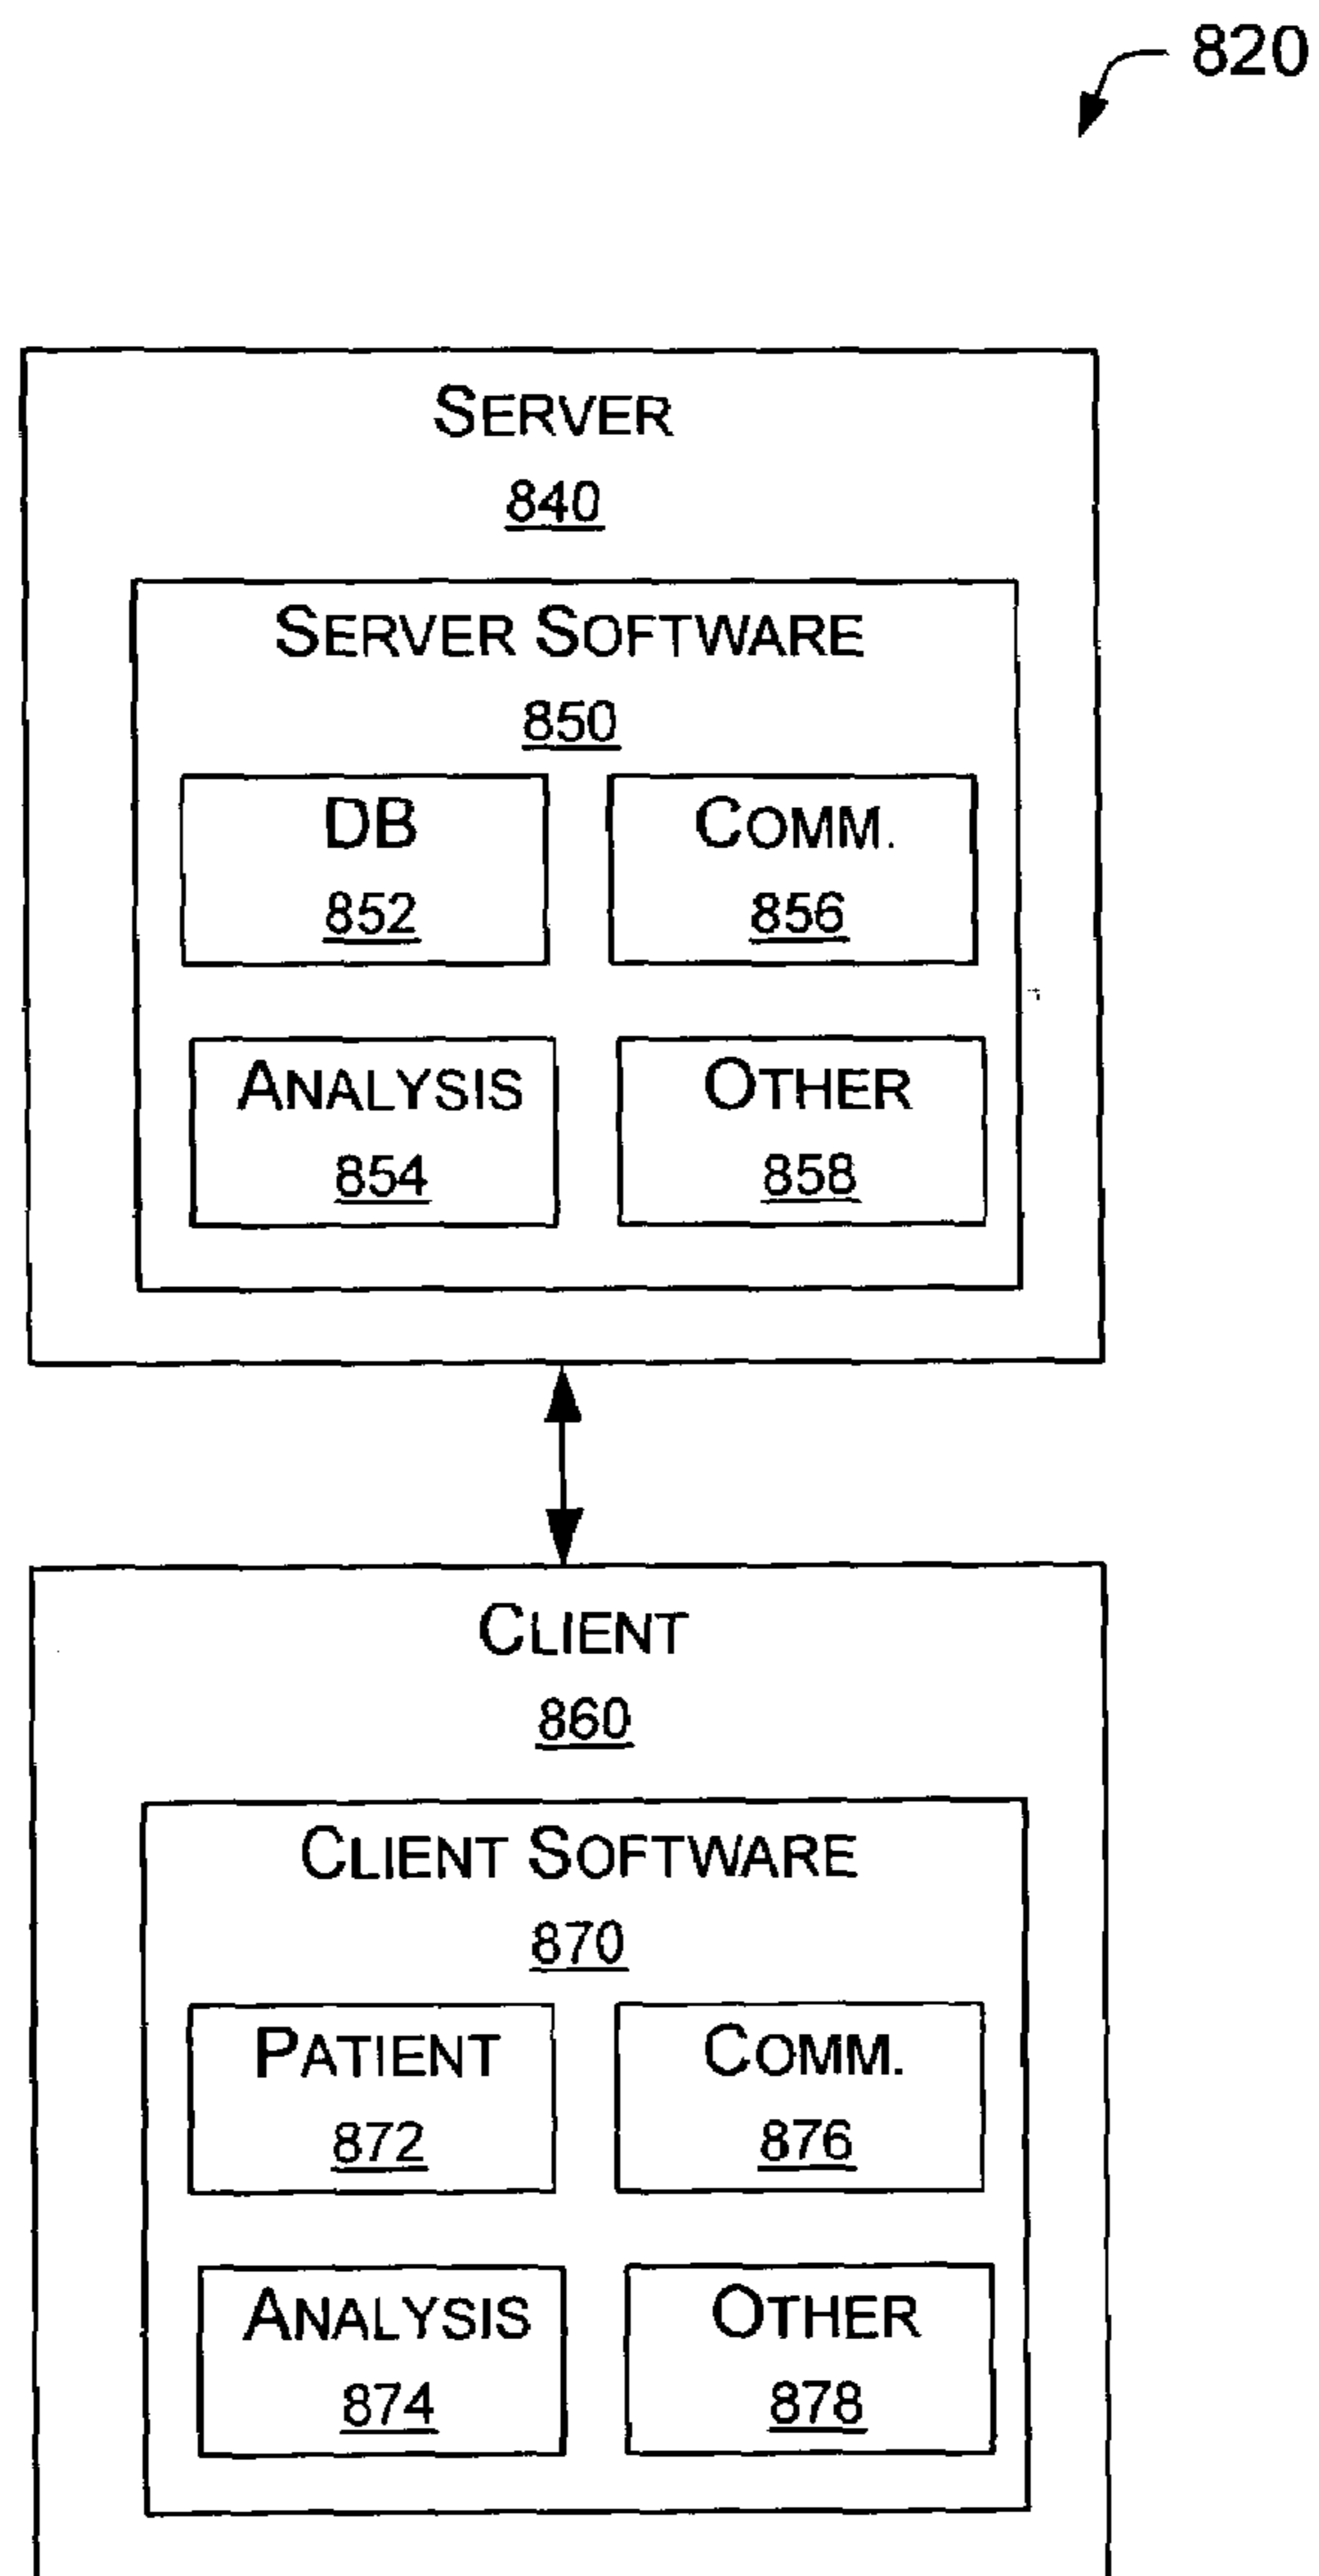 820
SERVER
840
SERVER SOFTWARE
850
DB
852
COMM.
856
ANALYSIS
854
OTHER
858
CLIENT
860
CLIENT SOFTWARE
870
PATIENT
872
COMM.
876
ANALYSIS
874
OTHER
878